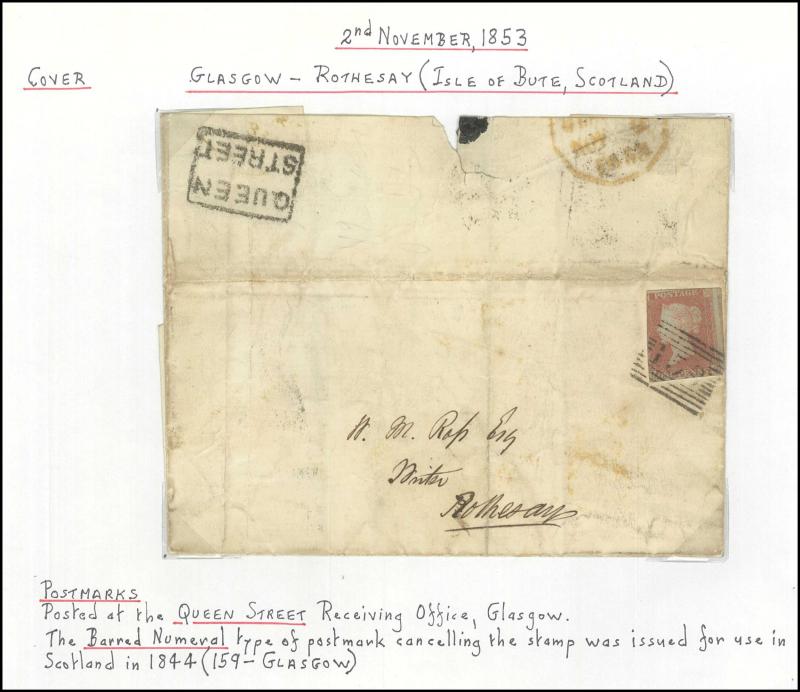 2nd NOVEMBER, 1853
COVER
GLASGOW – ROTHESAY (ISLE OF BUTE, SCOTLAND)
QUEEN
STREET
POSTAGE
W. M. Roſs Esq
Writer
Rothesay
POSTMARKS
Posted at the QUEEN STREET Receiving Office, Glasgow.
The Barred Numeral type of postmark cancelling the stamp was issued for use in
Scotland in 1844 (159 – GLASGOW)